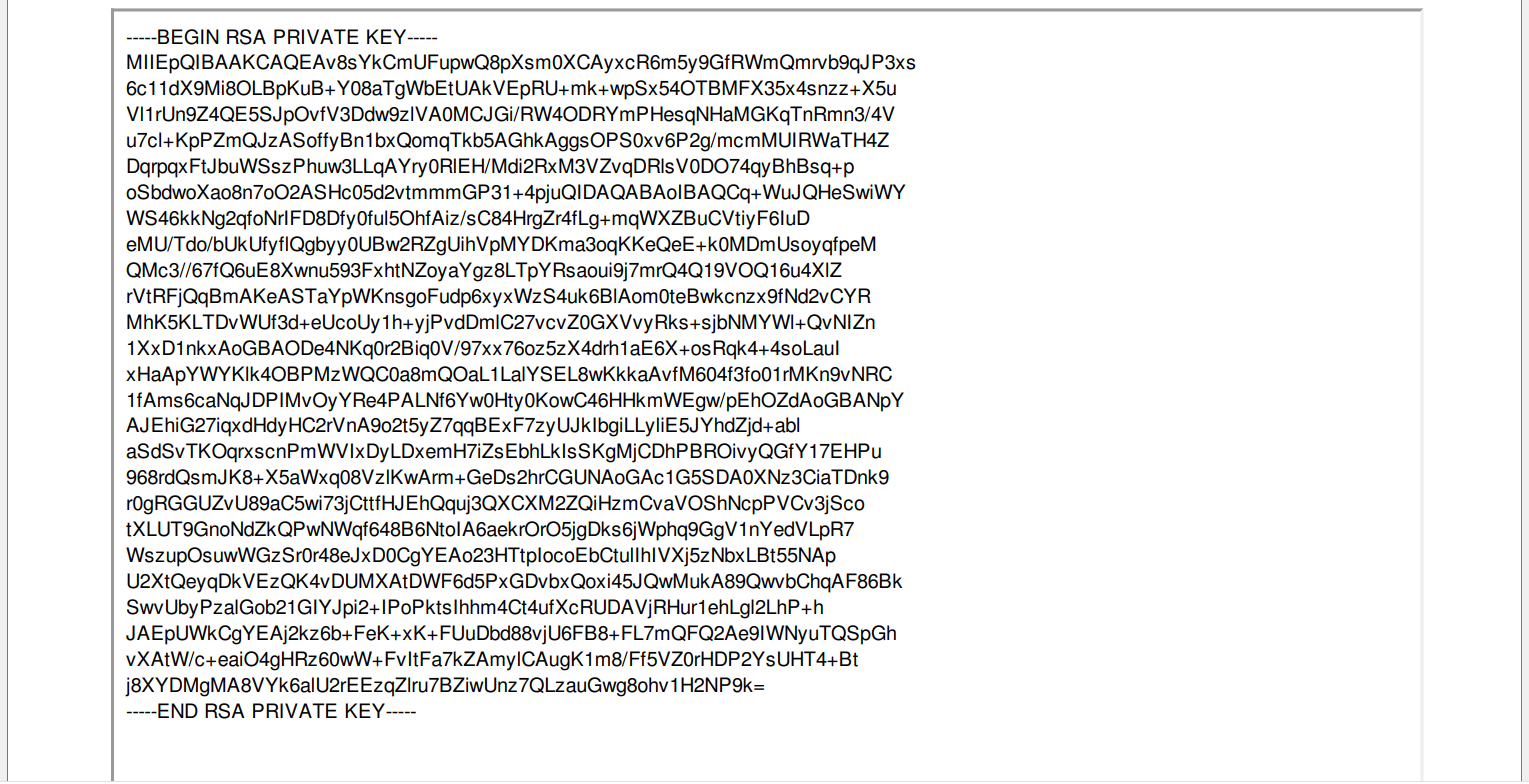 -----BEGIN RSA PRIVATE KEY-----
MIIEpQIBAAKCAQEAv8sYkCmUFupwQ8pXsm0XCAyxcR6m5y9GfRWmQmrvb9qJP3xs
6c11dX9Mi8OLBpKuB+Y08aTgWbEtUAkVEpRU+mk+wpSx54OTBMFX35x4snzz+X5u
Vl1rUn9Z4QE5SJpOvfV3Ddw9zlVA0MCJGi/RW4ODRYmPHesqNHaMGKqTnRmn3/4V
u7cl+KpPZmQJzASoffyBn1bxQomqTkb5AGhkAggsOPS0xv6P2g/mcmMUIRWaTH4Z
DqrpqxFtJbuWSszPhuw3LLqAYry0RlEH/Mdi2RxM3VZvqDRlsV0DO74qyBhBsq+p
oSbdwoXao8n7oO2ASHc05d2vtmmmGP31+4pjuQIDAQABAoIBAQCq+WuJQHeSwiWY
WS46kkNg2qfoNrIFD8Dfy0ful5OhfAiz/sC84HrgZr4fLg+mqWXZBuCVtiyF6IuD
eMU/Tdo/bUkUfyflQgbyy0UBw2RZgUihVpMYDKma3oqKKeQeE+k0MDmUsoyqfpeM
QMc3//67fQ6uE8Xwnu593FxhtNZoyaYgz8LTpYRsaoui9j7mrQ4Q19VOQ16u4XlZ
rVtRFjQqBmAKeASTaYpWKnsgoFudp6xyxWzS4uk6BlAom0teBwkcnzx9fNd2vCYR
MhK5KLTDvWUf3d+eUcoUy1h+yjPvdDmlC27vcvZ0GXVvyRks+sjbNMYWl+QvNIZn
1XxD1nkxAoGBAODe4NKq0r2Biq0V/97xx76oz5zX4drh1aE6X+osRqk4+4soLauI
xHaApYWYKlk4OBPMzWQC0a8mQOaL1LalYSEL8wKkkaAvfM604f3fo01rMKn9vNRC
1fAms6caNqJDPIMvOyYRe4PALNf6Yw0Hty0KowC46HHkmWEgw/pEhOZdAoGBANpY
AJEhiG27iqxdHdyHC2rVnA9o2t5yZ7qqBExF7zyUJkIbgiLLyliE5JYhdZjd+abl
aSdSvTKOqrxscnPmWVIxDyLDxemH7iZsEbhLkIsSKgMjCDhPBROivyQGfY17EHPu
968rdQsmJK8+X5aWxq08VzlKwArm+GeDs2hrCGUNAoGAc1G5SDA0XNz3CiaTDnk9
r0gRGGUZvU89aC5wi73jCttfHJEhQquj3QXCXM2ZQiHzmCvaVOShNcpPVCv3jSco
tXLUT9GnoNdZkQPwNWqf648B6NtoIA6aekrOrO5jgDks6jWphq9GgV1nYedVLpR7
WszupOsuwWGzSr0r48eJxD0CgYEAo23HTtpIocoEbCtulIhIVXj5zNbxLBt55NAp
U2XtQeyqDkVEzQK4vDUMXAtDWF6d5PxGDvbxQoxi45JQwMukA89QwvbChqAF86Bk
SwvUbyPzalGob21GIYJpi2+IPoPktsIhhm4Ct4ufXcRUDAVjRHur1ehLgl2LhP+h
JAEpUWkCgYEAj2kz6b+FeK+xK+FUuDbd88vjU6FB8+FL7mQFQ2Ae9IWNyuTQSpGh
vXAtW/c+eaiO4gHRz60wW+FvItFa7kZAmylCAugK1m8/Ff5VZ0rHDP2YsUHT4+Bt
j8XYDMgMA8VYk6alU2rEEzqZlru7BZiwUnz7QLzauGwg8ohv1H2NP9k=
-----END RSA PRIVATE KEY-----